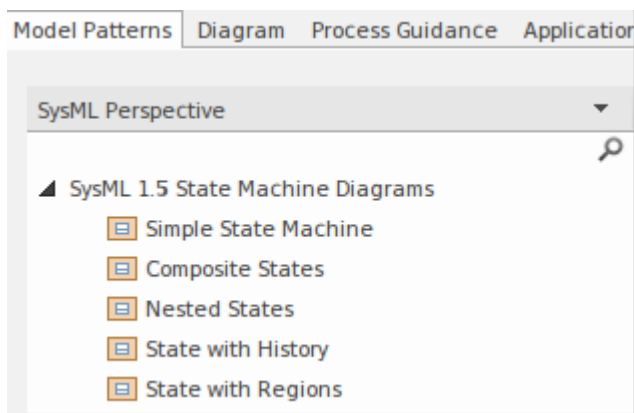 Model Patterns Diagram Process Guidance Application
SysML Perspective
SysML 1.5 State Machine Diagrams
Simple State Machine
Composite States
Nested States
State with History
State with Regions